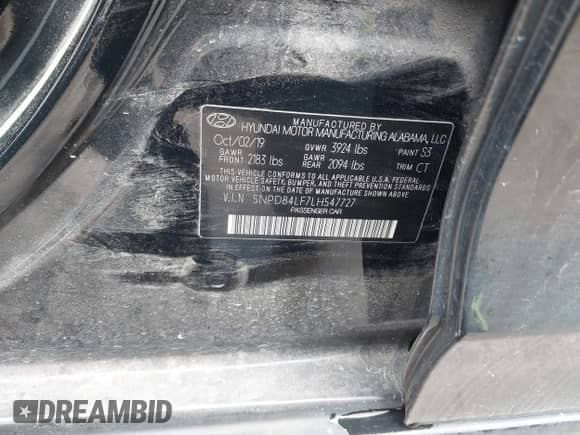 MANUFACTURED BY
HYUNDAI MOTOR MANUFACTURING ALABAMA, LLC
Oct/02/19 GVWR 3924 lbs PAINT S3
GAWR FRONT 2183 lbs GAWR REAR 2094 lbs TRIM CT
THIS VEHICLE CONFORMS TO ALL APPLICABLE U.S. FEDERAL
MOTOR VEHICLE SAFETY, BUMPER, AND THEFT PREVENTION
STANDARDS IN EFFECT ON THE DATE OF MANUFACTURE
SHOWN ABOVE.
V.I.N 5NPD84LF7LH547727
PASSENGER CAR
DREAMBID